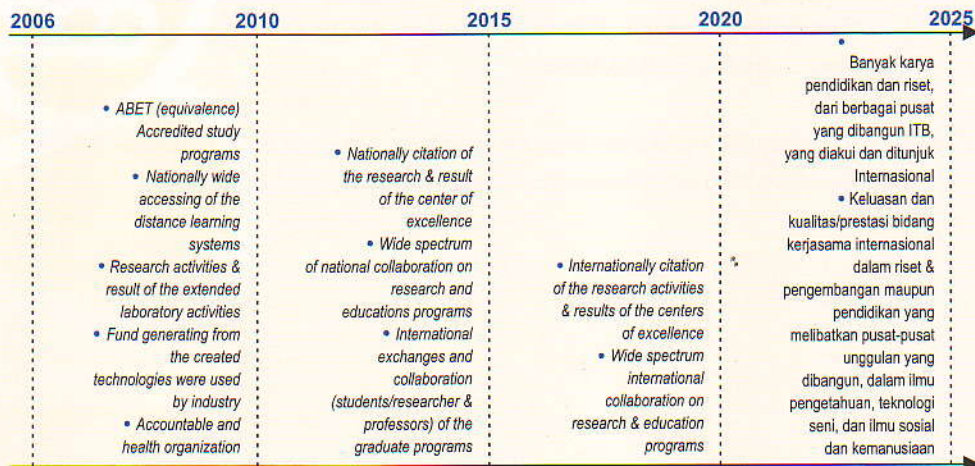 2006
2010
2015
2020
2025
• ABET (equivalence)
Accredited study
programs
• Nationally wide
accessing of the
distance learning
systems
• Research activities &
result of the extended
laboratory activities
• Fund generating from
the created
technologies were used
by industry
• Accountable and
health organization
• Nationally citation of
the research & result
of the center of
excellence
• Wide spectrum
of national collaboration on
research and
educations programs
• International
exchanges and
collaboration
(students/researcher &
professors) of the
graduate programs
• Internationally citation
of the research activities
& results of the centers
of excellence
• Wide spectrum
international
collaboration on
research & education
programs
•
Banyak karya
pendidikan dan riset,
dari berbagai pusat
yang dibangun ITB,
yang diakui dan ditunjuk
Internasional
• Keluasan dan
kualitas/prestasi bidang
kerjasama internasional
dalam riset &
pengembangan maupun
pendidikan yang
melibatkan pusat-pusat
unggulan yang
dibangun, dalam ilmu
pengetahuan, teknologi
seni, dan ilmu sosial
dan kemanusiaan